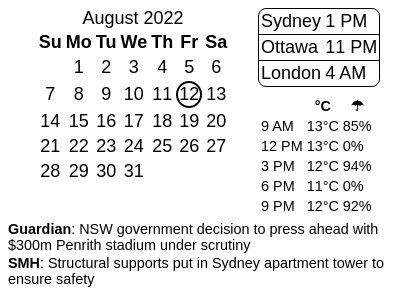 August 2022
Su Mo Tu We Th Fr Sa
1 2 3 4 5 6
7 8 9 10 11 12 13
14 15 16 17 18 19 20
21 22 23 24 25 26 27
28 29 30 31
Sydney 1 PM
Ottawa 11 PM
London 4 AM
°C ☂
9 AM 13°C 85%
12 PM 13°C 0%
3 PM 12°C 94%
6 PM 11°C 0%
9 PM 12°C 92%
Guardian: NSW government decision to press ahead with
$300m Penrith stadium under scrutiny
SMH: Structural supports put in Sydney apartment tower to
ensure safety